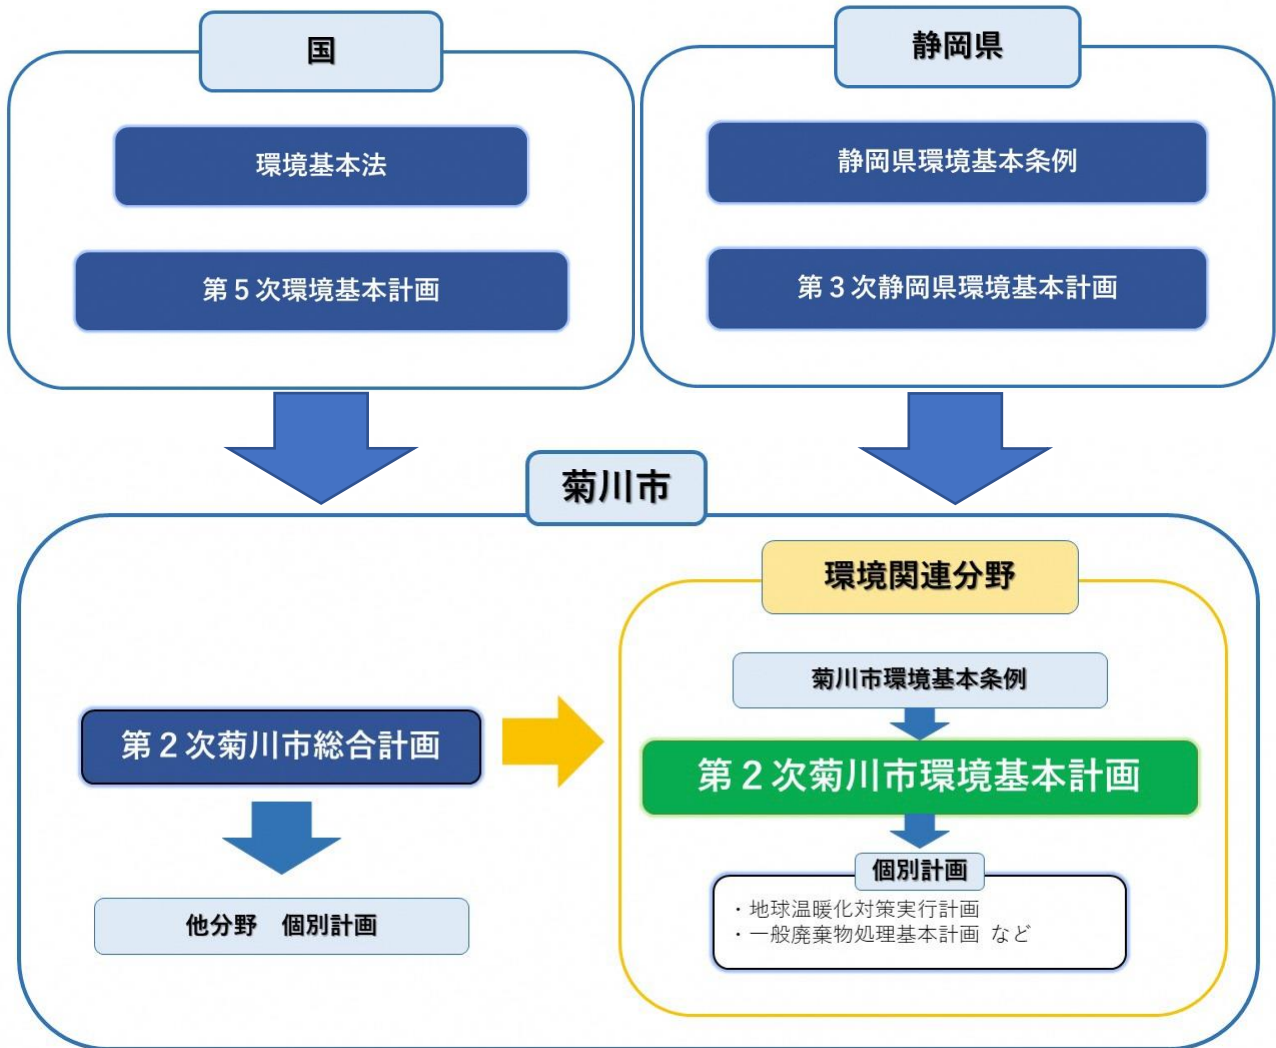 国
環境基本法
第5次環境基本計画
静岡県
静岡県環境基本条例
第3次静岡県環境基本計画
菊川市
環境関連分野
菊川市環境基本条例
第2次菊川市総合計画
第2次菊川市環境基本計画
他分野　個別計画
個別計画
・地球温暖化対策実行計画
・一般廃棄物処理基本計画 など